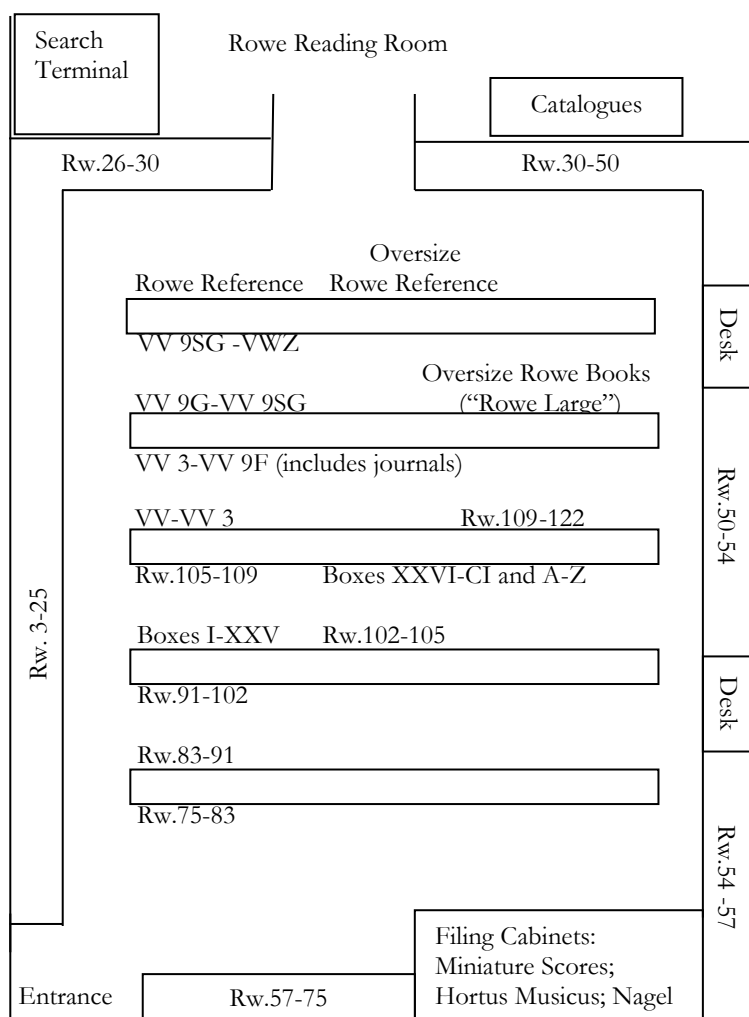 Search
Terminal
Rowe Reading Room
Catalogues
Rw.26-30
Rw.30-50
Oversize
Rowe Reference Rowe Reference
VV 9SG -VWZ
Desk
Oversize Rowe Books
VV 9G-VV 9SG (“Rowe Large”)
VV 3-VV 9F (includes journals)
Rw.50-54
VV-VV 3 Rw.109-122
Rw.105-109 Boxes XXVI-CI and A-Z
Rw. 3-25
Boxes I-XXV Rw.102-105
Rw.91-102
Desk
Rw.83-91
Rw.75-83
Rw.54 -57
Filing Cabinets:
Miniature Scores;
Hortus Musicus; Nagel
Entrance
Rw.57-75